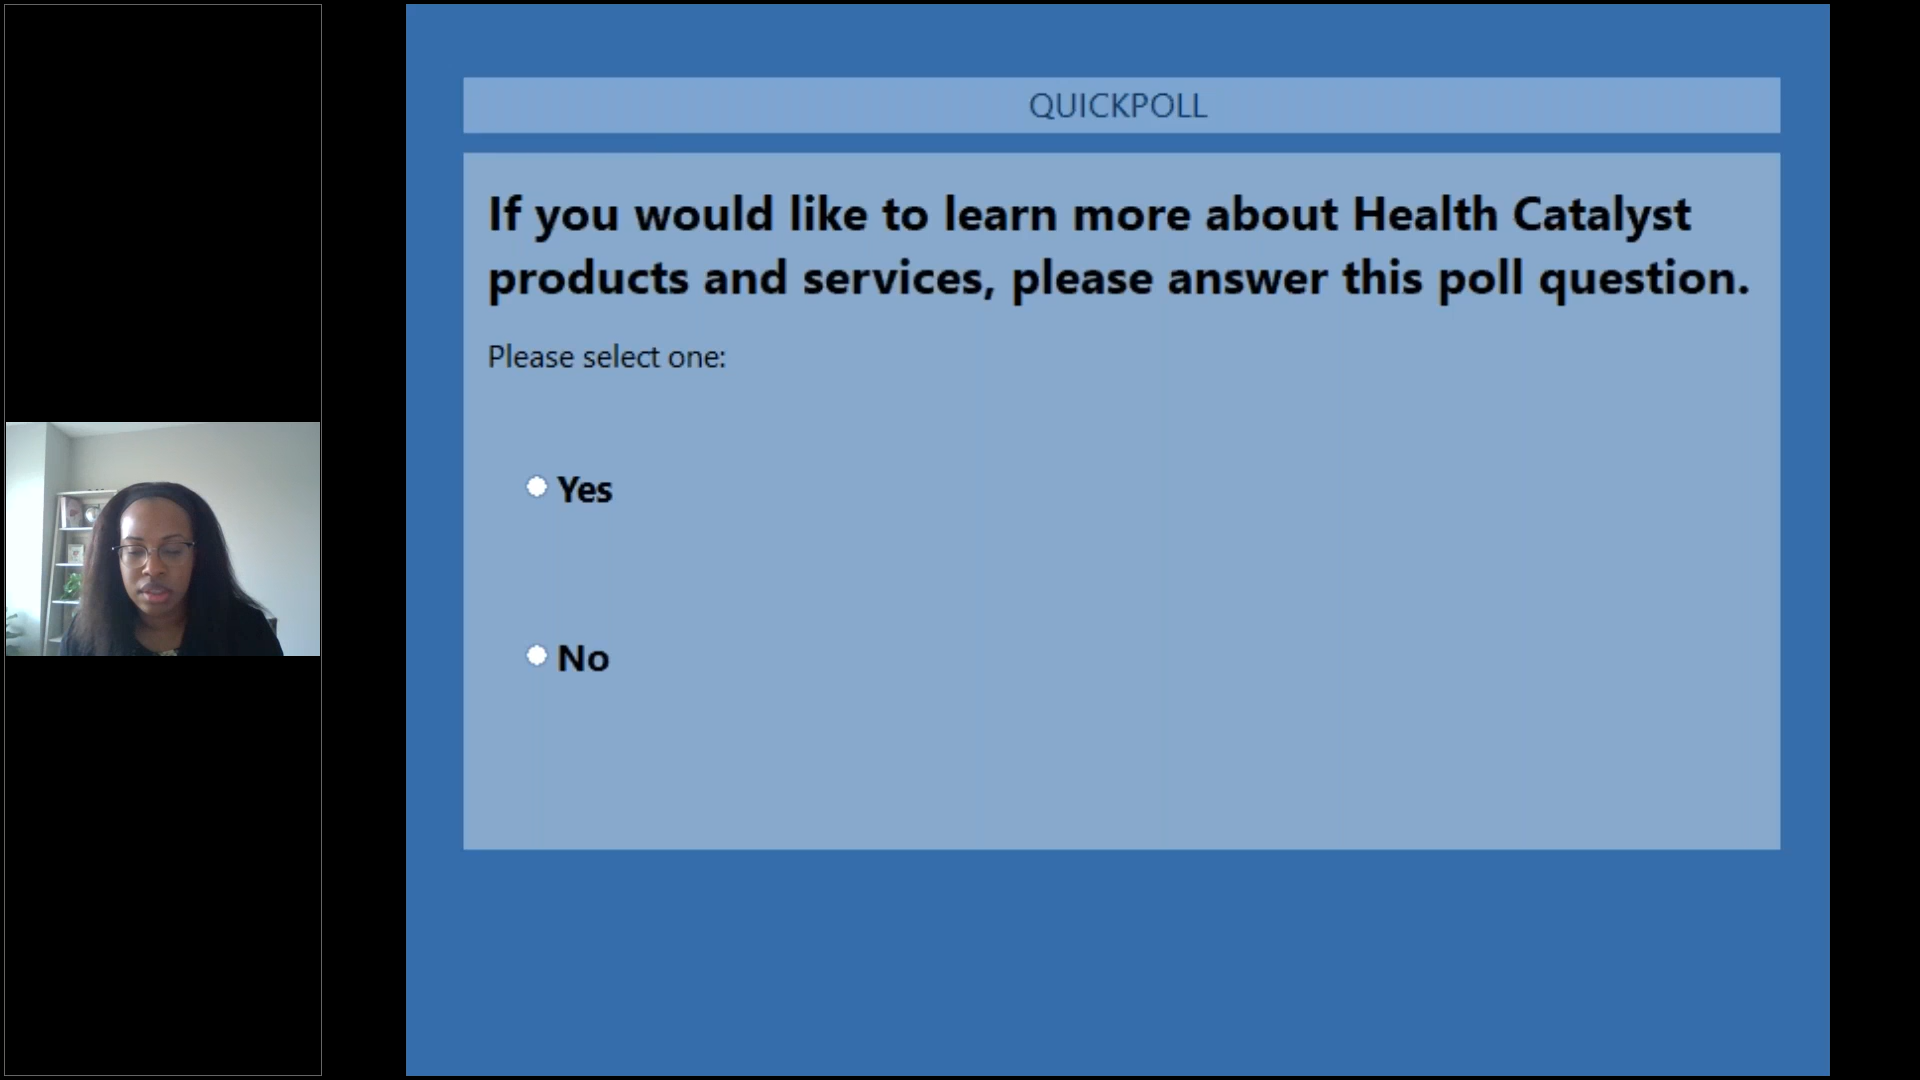 QUICKPOLL
If you would like to learn more about Health Catalyst
products and services, please answer this poll question.
Please select one:
Yes
No